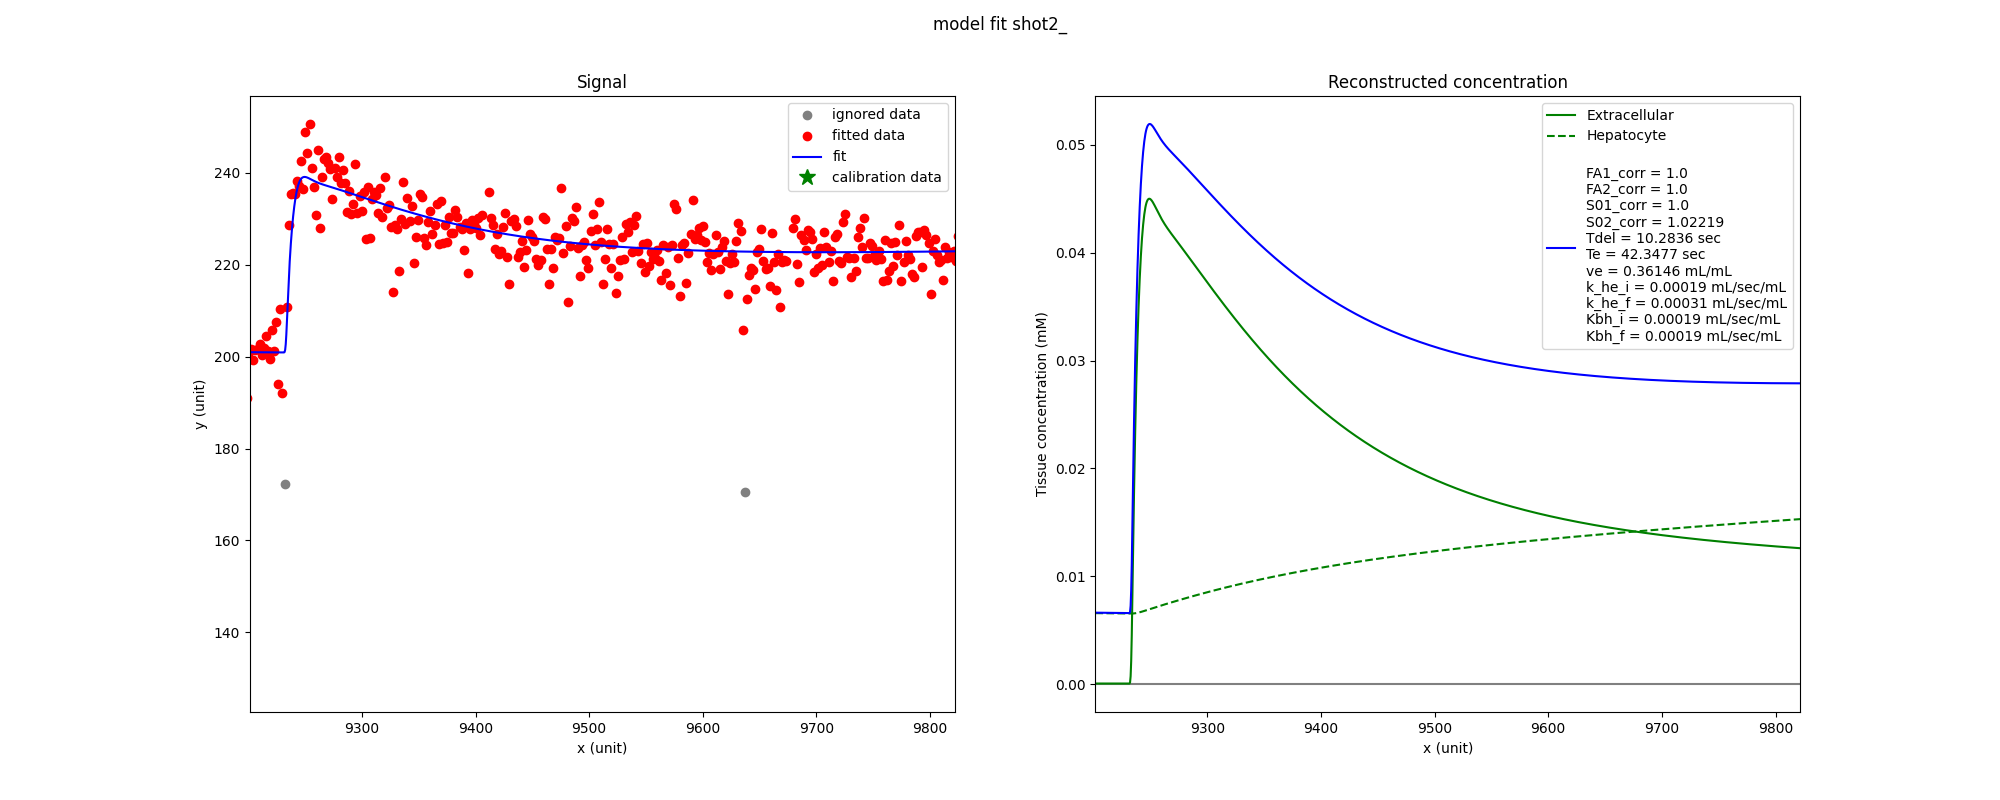 model fit shot2_
Signal
ignored data
fitted data
fit
calibration data
240
220
200
180
160
140
y (unit)
9300 9400 9500 9600 9700 9800
x (unit)
Reconstructed concentration
Extracellular
Hepatocyte
FA1_corr = 1.0
FA2_corr = 1.0
S01_corr = 1.0
S02_corr = 1.02219
Tdel = 10.2836 sec
Te = 42.3477 sec
ve = 0.36146 mL/mL
k_he_i = 0.00019 mL/sec/mL
k_he_f = 0.00031 mL/sec/mL
Kbh_i = 0.00019 mL/sec/mL
Kbh_f = 0.00019 mL/sec/mL
0.05
0.04
0.03
0.02
0.01
0.00
Tissue concentration (mM)
9300 9400 9500 9600 9700 9800
x (unit)